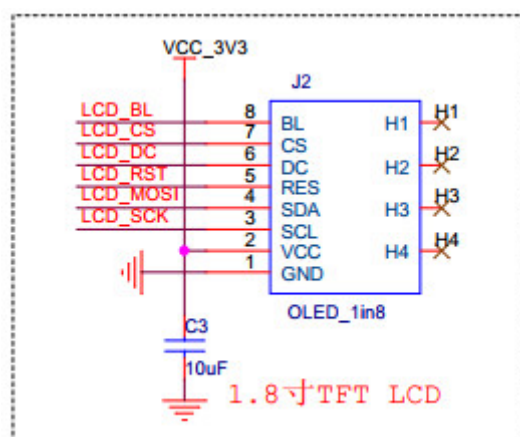 VCC_3V3
J2
LCD_BL 8 BL H1 H1
LCD_CS 7 CS
LCD_DC 6 DC H2 H2
LCD_RST 5 RES
LCD_MOSI 4 SDA H3 H3
LCD_SCK 3 SCL
2 VCC H4 H4
1 GND
OLED_1in8
C3
10uF
1.8寸TFT LCD